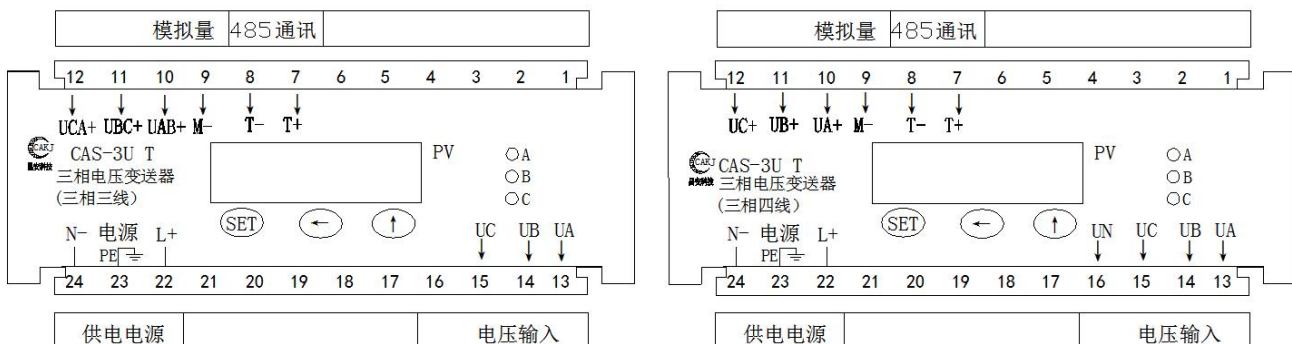 模拟量 485通讯
12 11 10 9 8 7 6 5 4 3 2 1
UCA+ UBC+ UAB+ M- T- T+
CAKJ
CAS-3U T
PV
A
三相电压变送器
B
(三相三线)
C
SET ← ↑
N- 电源 L+
UC UB UA
PE
24 23 22 21 20 19 18 17 16 15 14 13
供电电源 电压输入
模拟量 485通讯
12 11 10 9 8 7 6 5 4 3 2 1
UC+ UB+ UA+ M- T- T+
CAKJ
CAS-3U T
PV
A
三相电压变送器
B
(三相四线)
C
SET ← ↑
N- 电源 L+
UN UC UB UA
PE
24 23 22 21 20 19 18 17 16 15 14 13
供电电源 电压输入